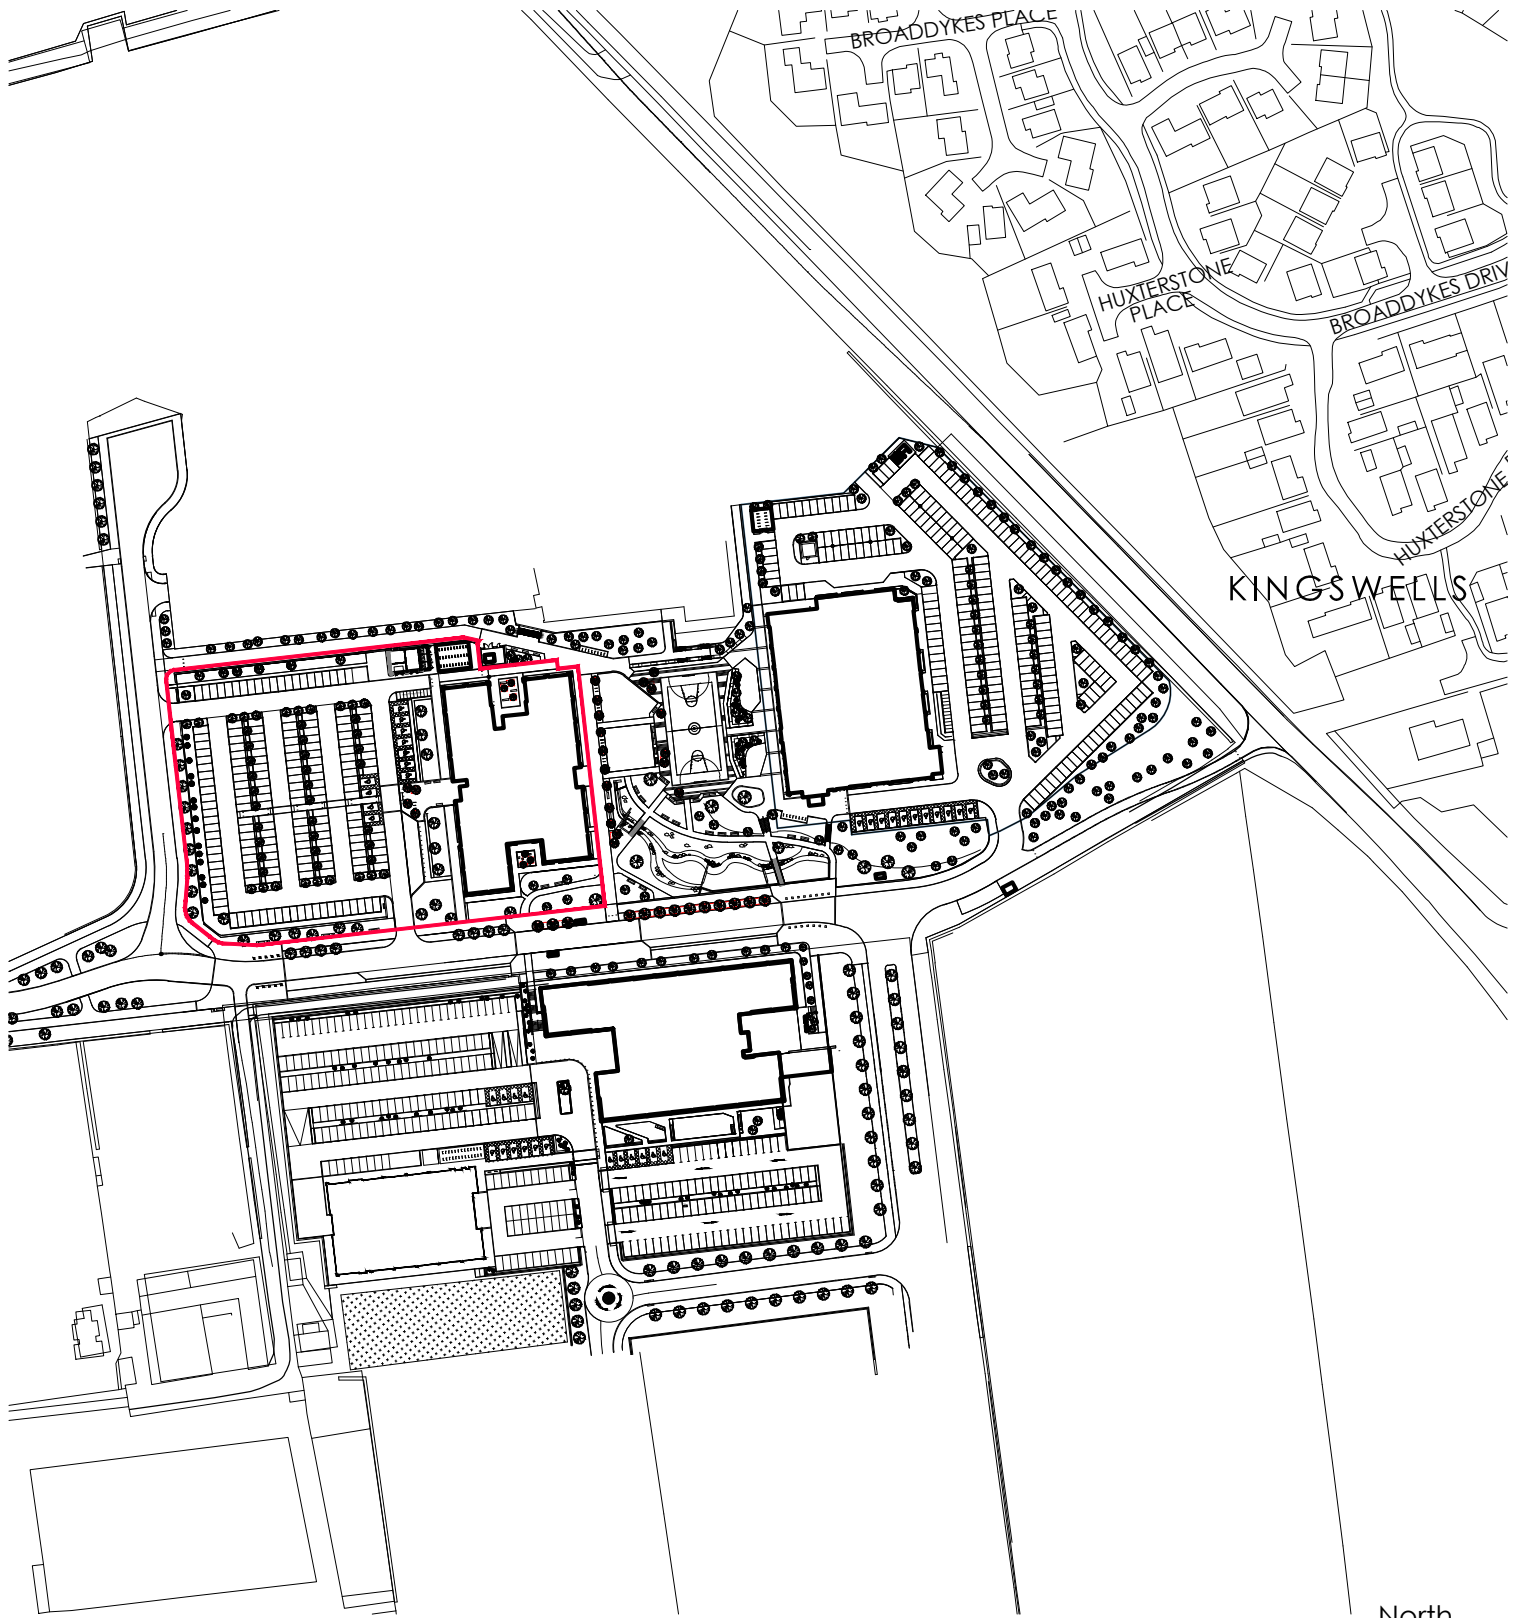 BROADDYKES PLACE
HUXTERSTONE
PLACE
BROADDYKES DRIV
HUXTERSTONE
KINGSWELLS
North